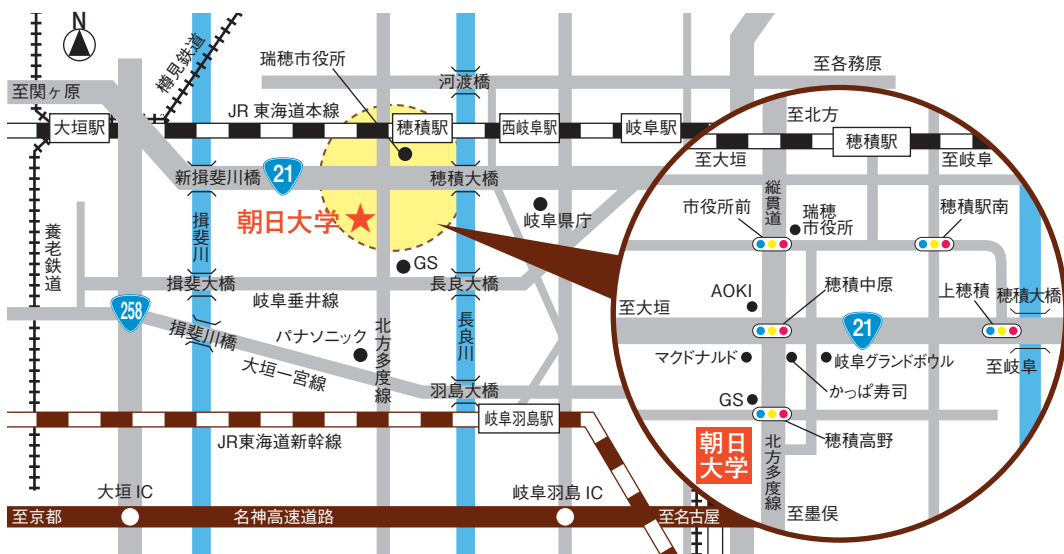 N
樽見鉄道
瑞穂市役所
河渡橋
至各務原
至関ヶ原
JR 東海道本線
大垣駅
穂積駅
西岐阜駅
岐阜駅
新揖斐川橋
21
穂積大橋
朝日大学
岐阜県庁
養老鉄道
揖斐川
揖斐大橋
GS
長良大橋
岐阜垂井線
258
揖斐川橋
パナソニック
大垣一宮線
北方多度線
長良川
羽島大橋
岐阜羽島駅
JR東海道新幹線
大垣 IC
岐阜羽島 IC
至京都
名神高速道路
至名古屋
至北方
穂積駅
至大垣
至岐阜
縦貫道
市役所前
瑞穂
市役所
穂積駅南
AOKI
穂積中原
上穂積
穂積大橋
至大垣
21
マクドナルド
岐阜グランドボウル
至岐阜
かっぱ寿司
GS
穂積高野
朝日
大学
北方多度線
至墨俣